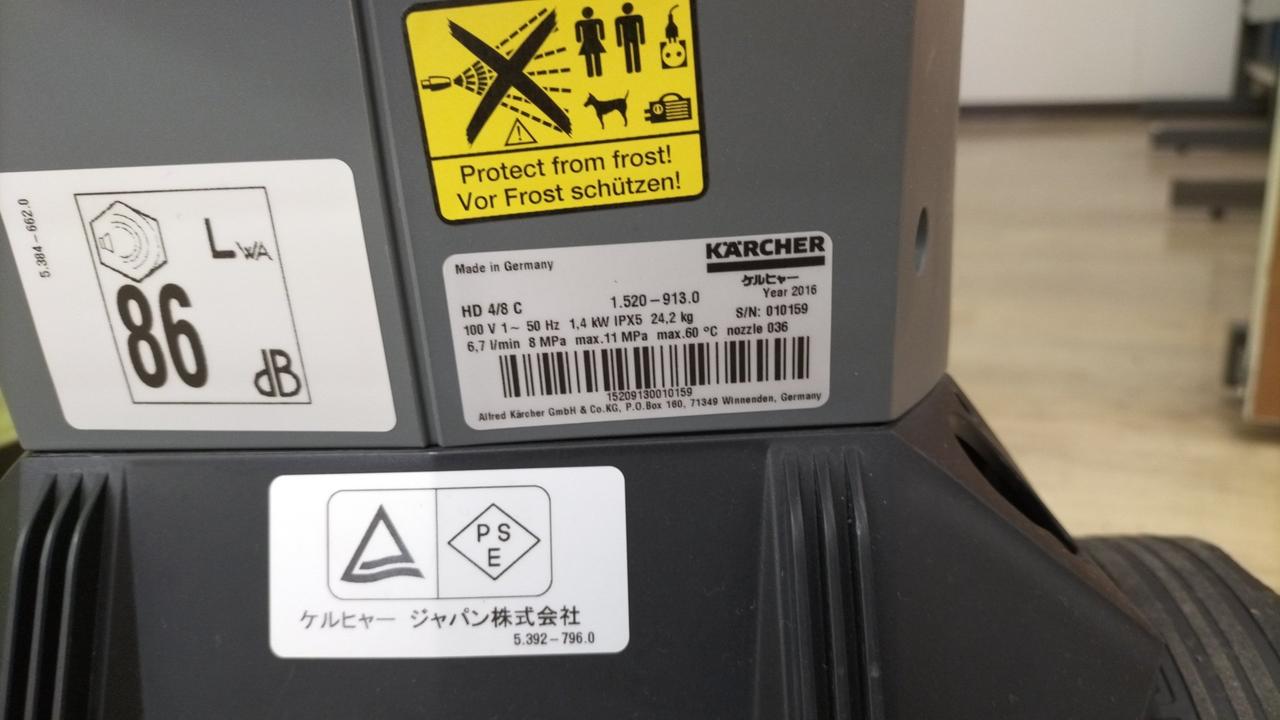 Protect from frost!
Vor Frost schützen!
5.384-662.0
LWA
86
dB
KÄRCHER
Made in Germany
ケルヒャー
Year 2016
HD 4/8 C 1.520-913.0
S/N: 010159
100 V 1~ 50 Hz 1,4 kW IPX5 24,2 kg
6,7 l/min 8 MPa max.11 MPa max.60 °C nozzle 036
15209130010159
Alfred Kärcher GmbH & Co.KG, P.O.Box 160, 71349 Winnenden, Germany
PS
E
ケルヒャー ジャパン株式会社
5.392-796.0